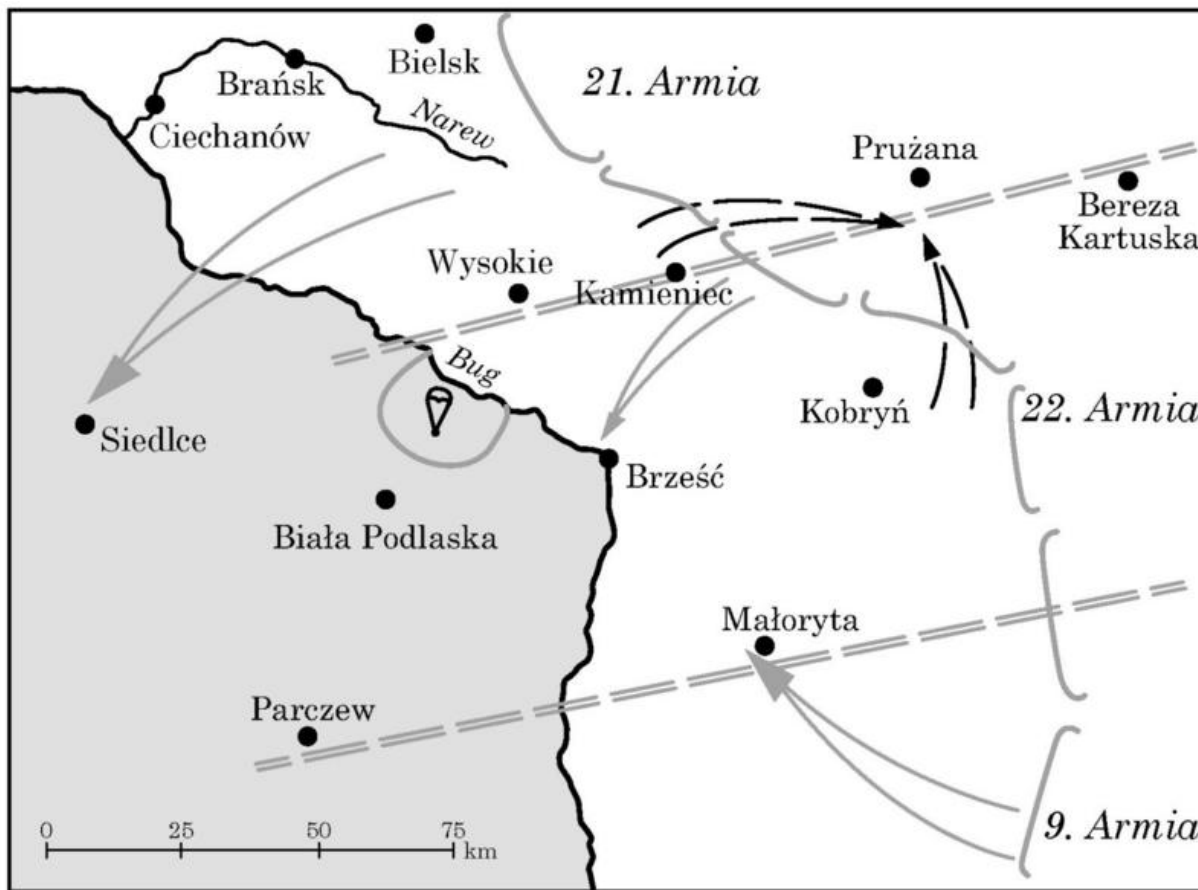 Bielsk
21. Armia
Brańsk
Narew
Ciechanów
Prużana
Bereza
Kartuska
Wysokie
Kamieniec
Bug
Kobryń
22. Armia
Siedlce
Brześć
Biała Podlaska
Małoryta
Parczew
9. Armia
0 25 50 75
km